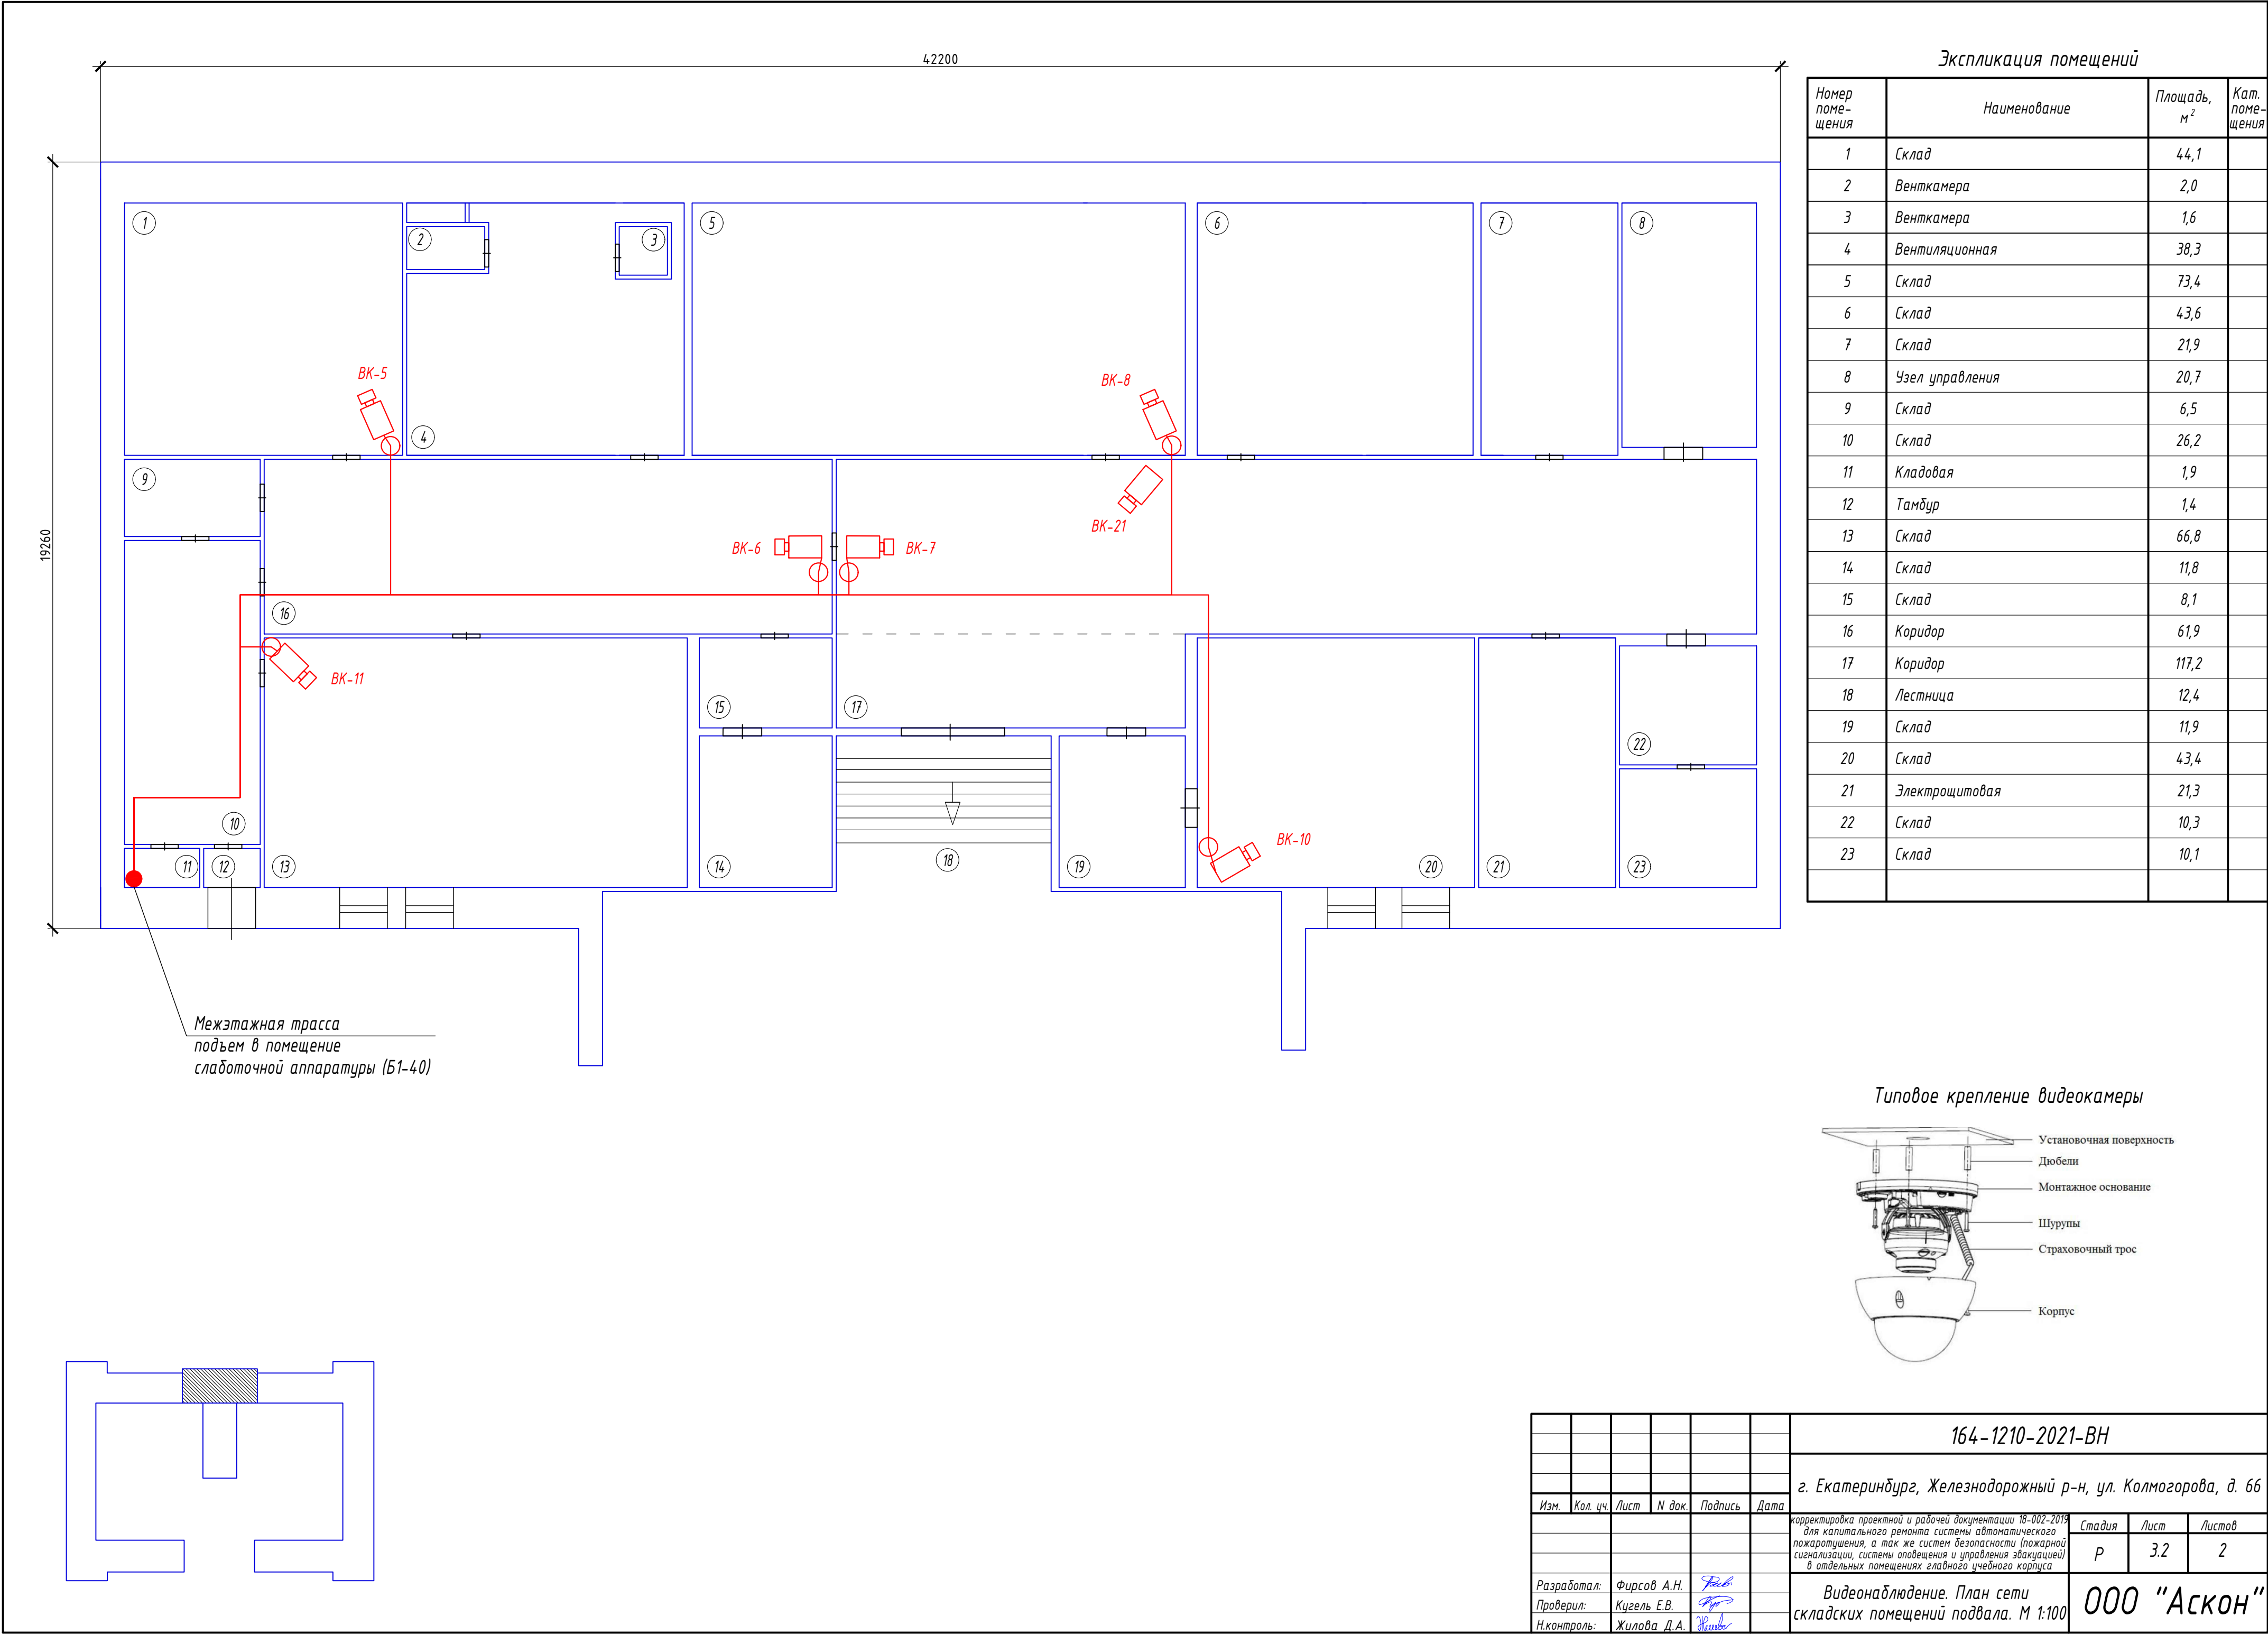 42200
19260
1
2
3
4
5
6
7
8
9
10
11
12
13
14
15
16
17
18
19
20
21
22
23
ВК-5
ВК-8
ВК-21
ВК-6
ВК-7
ВК-11
ВК-10
Межэтажная трасса
подъем в помещение
слаботочной аппаратуры (Б1-40)
Экспликация помещений
Номер поме- щения Наименование Площадь, м² Кат. поме- щения
1 Склад 44,1
2 Венткамера 2,0
3 Венткамера 1,6
4 Вентиляционная 38,3
5 Склад 73,4
6 Склад 43,6
7 Склад 21,9
8 Узел управления 20,7
9 Склад 6,5
10 Склад 26,2
11 Кладовая 1,9
12 Тамбур 1,4
13 Склад 66,8
14 Склад 11,8
15 Склад 8,1
16 Коридор 61,9
17 Коридор 117,2
18 Лестница 12,4
19 Склад 11,9
20 Склад 43,4
21 Электрощитовая 21,3
22 Склад 10,3
23 Склад 10,1
Типовое крепление видеокамеры
Установочная поверхность
Дюбели
Монтажное основание
Шурупы
Страховочный трос
Корпус
164-1210-2021-ВН
г. Екатеринбург, Железнодорожный р-н, ул. Колмогорова, д. 66
Изм. Кол. уч. Лист N док. Подпись Дата
корректировка проектной и рабочей документации 18-002-2019
для капитального ремонта системы автоматического
пожаротушения, а так же систем безопасности (пожарной
сигнализации, системы оповещения и управления эвакуацией)
в отдельных помещениях главного учебного корпуса
Стадия Лист Листов
Р 3.2 2
Разработал: Фирсов А.Н.
Проверил: Кугель Е.В.
Н.контроль: Жилова Д.А.
Видеонаблюдение. План сети
складских помещений подвала. М 1:100
ООО "Аскон"